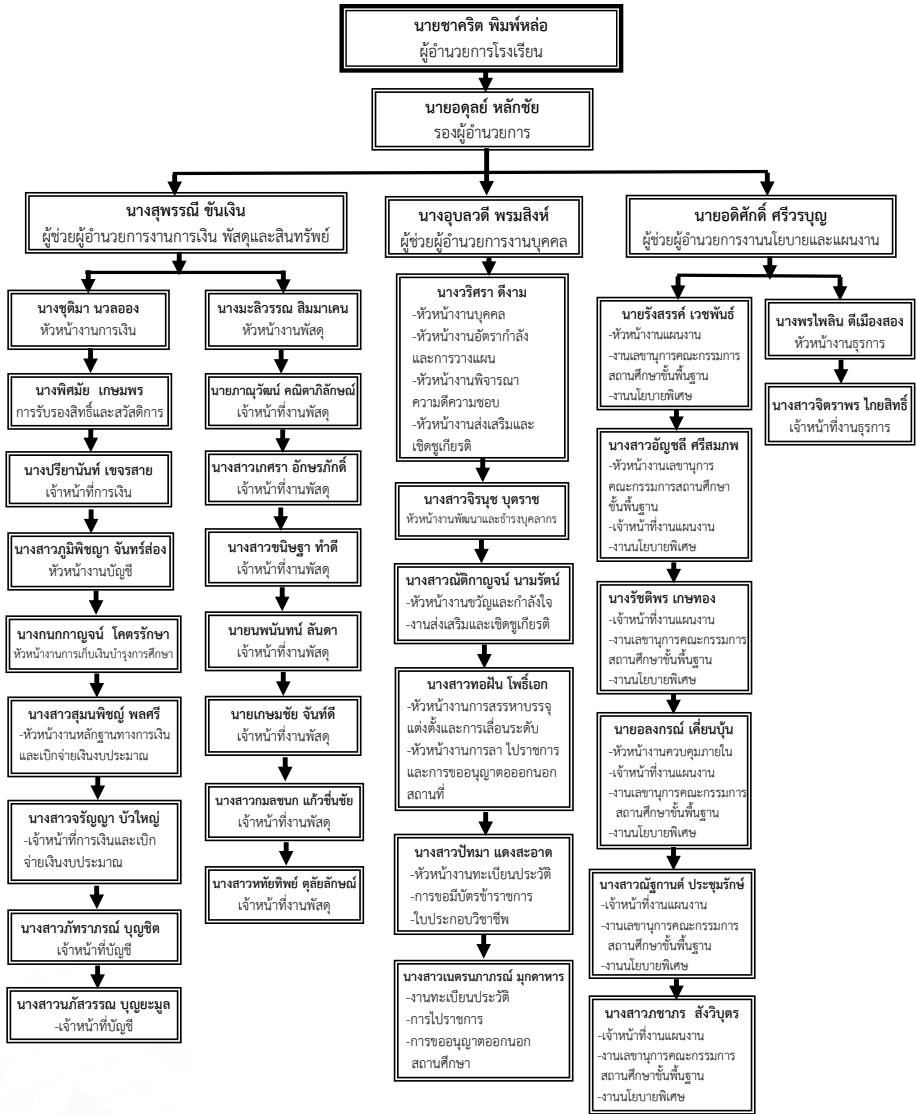 นายชาคริต พิมพ์หล่อ
ผู้อำนวยการโรงเรียน
นายอดุลย์ หลักชัย
รองผู้อำนวยการ
นางสุพรรณี ขันเงิน
ผู้ช่วยผู้อำนวยการงานการเงิน พัสดุและสินทรัพย์
นางชุติมา นวลออง
หัวหน้างานการเงิน
นางพิศมัย เกษมพร
การรับรองสิทธิ์และสวัสดิการ
นางปรียานันท์ เขจรสาย
เจ้าหน้าที่การเงิน
นางสาวภูมิพิชญา จันทร์ส่อง
หัวหน้างานบัญชี
นางกนกกาญจน์ โคตรรักษา
หัวหน้างานการเก็บเงินบำรุงการศึกษา
นางสาวสุมนพิชญ์ พลศรี
-หัวหน้างานหลักฐานทางการเงิน
และเบิกจ่ายเงินงบประมาณ
นางสาวจรัญญา บัวใหญ่
-เจ้าหน้าที่การเงินและเบิก
จ่ายเงินงบประมาณ
นางสาวภัทราภรณ์ บุญชิต
เจ้าหน้าที่บัญชี
นางสาวนภัสวรรณ บุญยะมูล
-เจ้าหน้าที่บัญชี
นางมะลิวรรณ สิมมาเคน
หัวหน้างานพัสดุ
นายภาณุวัฒน์ คณิตาภิลักษณ์
เจ้าหน้าที่งานพัสดุ
นางสาวเกศรา อักษรภักดิ์
เจ้าหน้าที่งานพัสดุ
นางสาวขนิษฐา ทำดี
เจ้าหน้าที่งานพัสดุ
นายนพนันทน์ ลันดา
เจ้าหน้าที่งานพัสดุ
นายเกษมชัย จันท์ดี
เจ้าหน้าที่งานพัสดุ
นางสาวกมลชนก แก้วชื่นชัย
เจ้าหน้าที่งานพัสดุ
นางสาวหทัยทิพย์ ตุลัยลักษณ์
เจ้าหน้าที่งานพัสดุ
นางอุบลวดี พรมสิงห์
ผู้ช่วยผู้อำนวยการงานบุคคล
นางวริศรา ดีงาม
-หัวหน้างานบุคคล
-หัวหน้างานอัตรากำลัง
และการวางแผน
-หัวหน้างานพิจารณา
ความดีความชอบ
-หัวหน้างานส่งเสริมและ
เชิดชูเกียรติ
นางสาวจิรนุช บุตราช
หัวหน้างานพัฒนาและธำรงบุคลากร
นางสาวณัติกาญจน์ นามรัตน์
-หัวหน้างานขวัญและกำลังใจ
-งานส่งเสริมและเชิดชูเกียรติ
นางสาวทอฝัน โพธิ์เอก
-หัวหน้างานการสรรหาบรรจุ
แต่งตั้งและการเลื่อนระดับ
-หัวหน้างานการลา ไปราชการ
และการขออนุญาตอออกนอก
สถานที่
นางสาวปัทมา แดงสะอาด
-หัวหน้างานทะเบียนประวัติ
-การขอมีบัตรข้าราชการ
-ใบประกอบวิชาชีพ
นางสาวเนตรนภาภรณ์ มุกดาหาร
-งานทะเบียนประวัติ
-การไปราชการ
-การขออนุญาตออกนอก
สถานศึกษา
นายอดิศักดิ์ ศรีวรบุญ
ผู้ช่วยผู้อำนวยการงานนโยบายและแผนงาน
นายรังสรรค์ เวชพันธ์
-หัวหน้างานแผนงาน
-งานเลขานุการคณะกรรมการ
สถานศึกษาขั้นพื้นฐาน
-งานนโยบายพิเศษ
นางสาวอัญชลี ศรีสมภพ
-หัวหน้างานเลขานุการ
คณะกรรมการสถานศึกษา
ขั้นพื้นฐาน
-เจ้าหน้าที่งานแผนงาน
-งานนโยบายพิเศษ
นางรัชติพร เกษทอง
-เจ้าหน้าที่งานแผนงาน
-งานเลขานุการคณะกรรมการ
สถานศึกษาขั้นพื้นฐาน
-งานนโยบายพิเศษ
นายอลงกรณ์ เคี่ยนบุ้น
-หัวหน้างานควบคุมภายใน
-เจ้าหน้าที่งานแผนงาน
-งานเลขานุการคณะกรรมการ
สถานศึกษาขั้นพื้นฐาน
-งานนโยบายพิเศษ
นางสาวณัฐกานต์ ประชุมรักษ์
-เจ้าหน้าที่งานแผนงาน
-งานเลขานุการคณะกรรมการ
สถานศึกษาขั้นพื้นฐาน
-งานนโยบายพิเศษ
นางสาวภชาภร สังวิบุตร
-เจ้าหน้าที่งานแผนงาน
-งานเลขานุการคณะกรรมการ
สถานศึกษาขั้นพื้นฐาน
-งานนโยบายพิเศษ
นางพรไพลิน ตีเมืองสอง
หัวหน้างานธุรการ
นางสาวจิตราพร ไกยสิทธิ์
เจ้าหน้าที่งานธุรการ